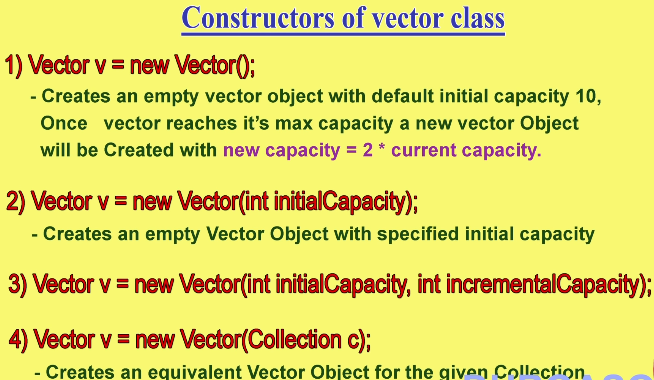 Constructors of vector class
1) Vector v = new Vector();
- Creates an empty vector object with default initial capacity 10,
Once vector reaches it's max capacity a new vector Object
will be Created with new capacity = 2 * current capacity.
2) Vector v = new Vector(int initialCapacity);
- Creates an empty Vector Object with specified initial capacity
3) Vector v = new Vector(int initialCapacity, int incrementalCapacity);
4) Vector v = new Vector(Collection c);
- Creates an equivalent Vector Object for the given Collection